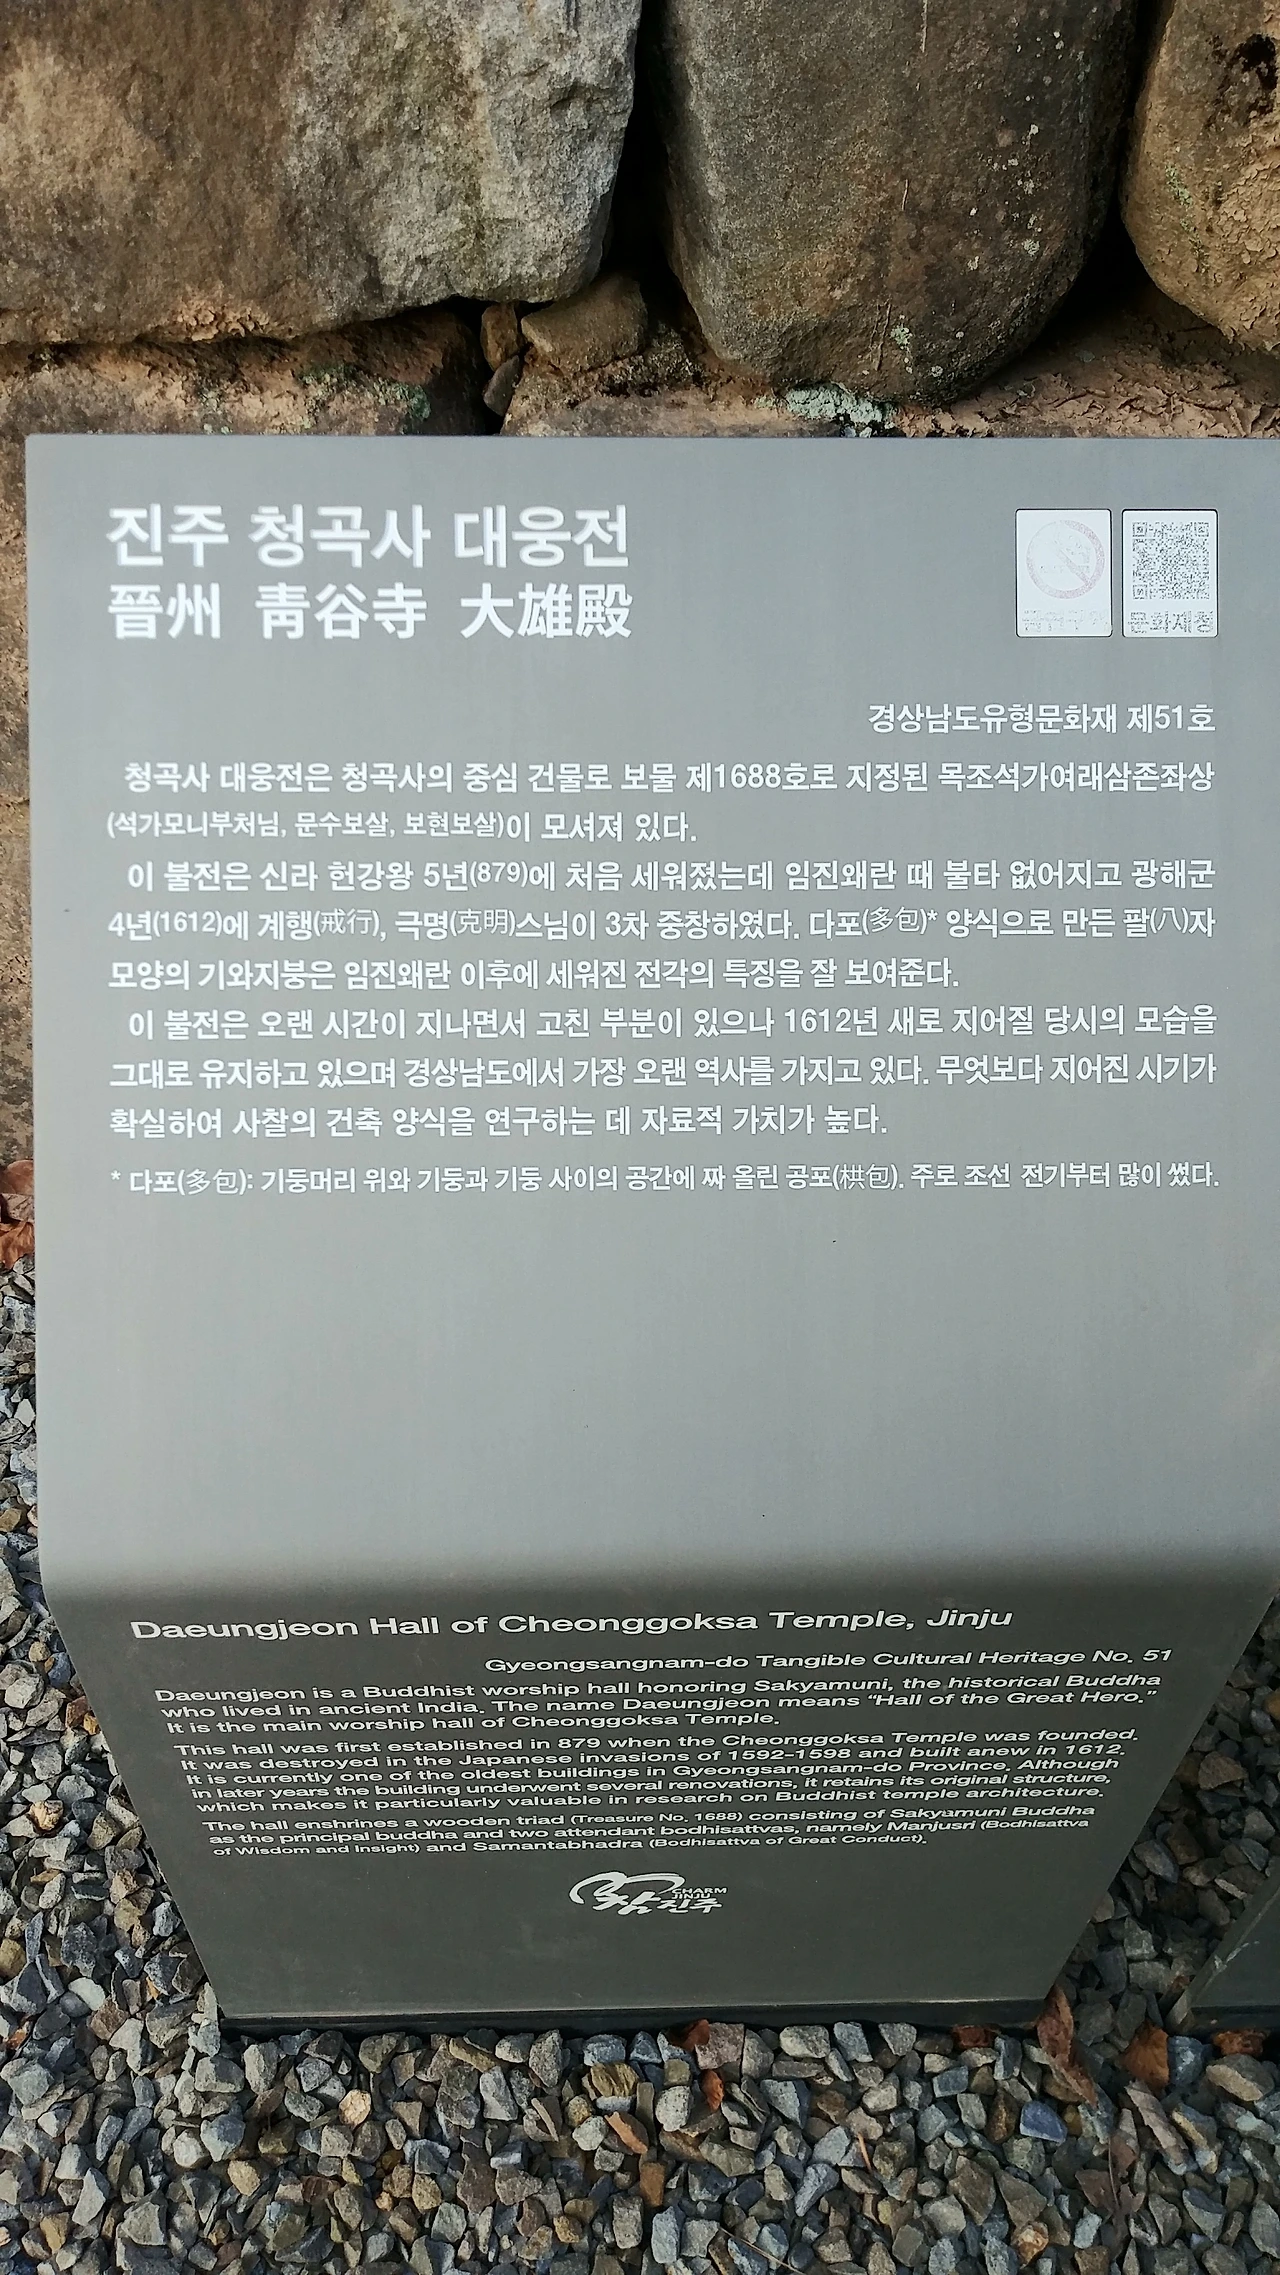 진주 청곡사 대웅전
晉州 靑谷寺 大雄殿
문화재청
경상남도유형문화재 제51호
청곡사 대웅전은 청곡사의 중심 건물로 보물 제1688호로 지정된 목조석가여래삼존좌상
(석가모니부처님, 문수보살, 보현보살)이 모셔져 있다.
이 불전은 신라 헌강왕 5년(879)에 처음 세워졌는데 임진왜란 때 불타 없어지고 광해군
4년(1612)에 계행(戒行), 극명(克明)스님이 3차 중창하였다. 다포(多包)* 양식으로 만든 팔(八)자
모양의 기와지붕은 임진왜란 이후에 세워진 전각의 특징을 잘 보여준다.
이 불전은 오랜 시간이 지나면서 고친 부분이 있으나 1612년 새로 지어질 당시의 모습을
그대로 유지하고 있으며 경상남도에서 가장 오랜 역사를 가지고 있다. 무엇보다 지어진 시기가
확실하여 사찰의 건축 양식을 연구하는 데 자료적 가치가 높다.
* 다포(多包): 기둥머리 위와 기둥과 기둥 사이의 공간에 짜 올린 공포(栱包). 주로 조선 전기부터 많이 썼다.
Daeungjeon Hall of Cheonggoksa Temple, Jinju
Gyeongsangnam-do Tangible Cultural Heritage No. 51
Daeungjeon is a Buddhist worship hall honoring Sakyamuni, the historical Buddha
who lived in ancient India. The name Daeungjeon means “Hall of the Great Hero.”
It is the main worship hall of Cheonggoksa Temple.
This hall was first established in 879 when the Cheonggoksa Temple was founded.
It was destroyed in the Japanese invasions of 1592-1598 and built anew in 1612.
It is currently one of the oldest buildings in Gyeongsangnam-do Province. Although
in later years the building underwent several renovations, it retains its original structure,
which makes it particularly valuable in research on Buddhist temple architecture.
The hall enshrines a wooden triad (Treasure No. 1688) consisting of Sakyamuni Buddha
as the principal buddha and two attendant bodhisattvas, namely Manjusri (Bodhisattva
of Wisdom and Insight) and Samantabhadra (Bodhisattva of Great Conduct).
CHARM
JINJU
참진주